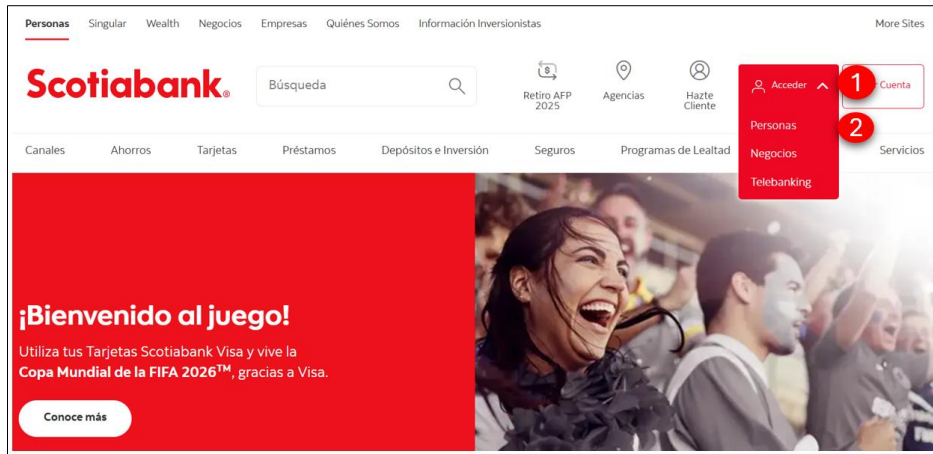 Personas Singular Wealth Negocios Empresas Quiénes Somos Información Inversionistas More Sites
Scotiabank®
Búsqueda
Retiro AFP
2025
Agencias
Hazte
Cliente
Acceder
1
Cuenta
Personas
2
Negocios
Telebanking
Canales Ahorros Tarjetas Préstamos Depósitos e Inversión Seguros Programas de Lealtad Servicios
¡Bienvenido al juego!
Utiliza tus Tarjetas Scotiabank Visa y vive la
Copa Mundial de la FIFA 2026™, gracias a Visa.
Conoce más